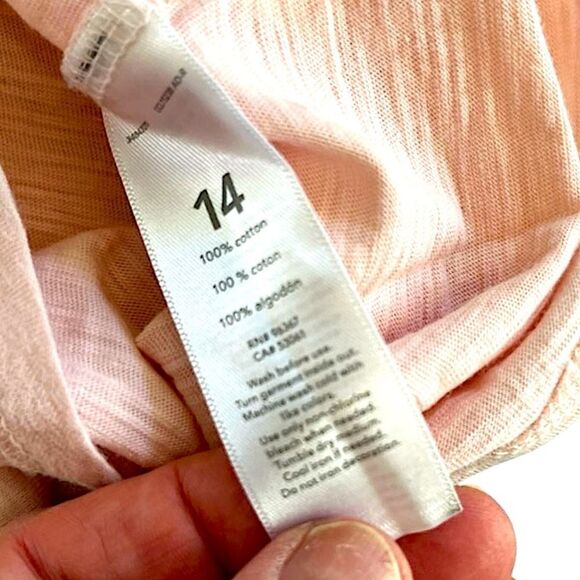 14
100% cotton
100 % coton
100% algodón
RN# 96367
CA# 53061
Wash before use.
Turn garment inside out.
Machine wash cold with
like colors.
Use only non-chlorine
bleach when needed.
Tumble dry medium.
Cool iron if needed.
Do not iron decoration.